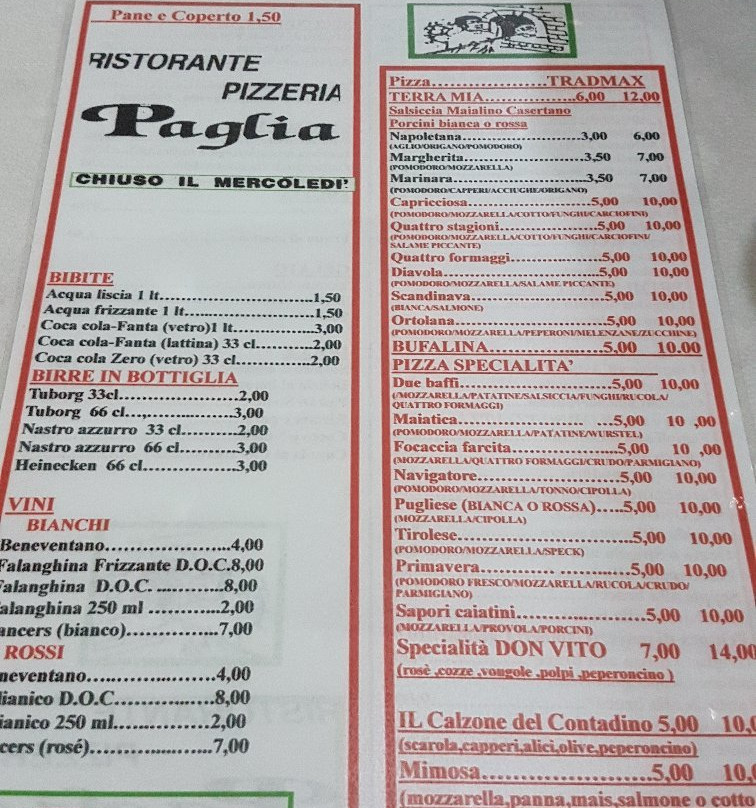 Pane e Coperto 1,50
RISTORANTE
PIZZERIA
Paglia
CHIUSO IL MERCOLEDI'
BIBITE
Acqua liscia 1 lt..............................1,50
Acqua frizzante 1 lt.........................1,50
Coca cola-Fanta (vetro)1 lt................3,00
Coca cola-Fanta (lattina) 33 cl...........2,00
Coca cola Zero (vetro) 33 cl...............2,00
BIRRE IN BOTTIGLIA
Tuborg 33cl.........................2,00
Tuborg 66 cl...,....................3,00
Nastro azzurro 33 cl............2,00
Nastro azzurro 66 cl............3,00
Heineken 66 cl...................3,00
VINI
BIANCHI
Beneventano........................4,00
Falanghina Frizzante D.O.C.8,00
Falanghina D.O.C. .............8,00
alanghina 250 ml ..............2,00
ancers (bianco)..................7,00
ROSSI
neventano.........................4,00
lianico D.O.C....................8,00
ianico 250 ml....................2,00
cers (rosé)........................7,00
Pizza....................TRADMAX
TERRA MIA................6,00 12,00
Salsiccia Maialino Casertano
Porcini bianca o rossa
Napoletana.......................3,00 6,00
(AGLIO/ORIGANO/POMODORO)
Margherita.......................3,50 7,00
(POMODORO/MOZZARELLA)
Marinara..........................3,50 7,00
(POMODORO/CAPPERI/ACCIUGHE/ORIGANO)
Capricciosa.......................5,00 10,00
(POMODORO/MOZZARELLA/COTTO/FUNGHI/CARCIOFINI)
Quattro stagioni..................5,00 10,00
(POMODORO/MOZZARELLA/COTTO/FUNGHI/CARCIOFINI/
SALAME PICCANTE)
Quattro formaggi.................5,00 10,00
Diavola............................5,00 10,00
(POMODORO/MOZZARELLA/SALAME PICCANTE)
Scandinava........................5,00 10,00
(BIANCA/SALMONE)
Ortolana...........................5,00 10,00
(POMODORO/MOZZARELLA/PEPERONI/MELENZANE/ZUCCHINE)
BUFALINA....................5,00 10.00
PIZZA SPECIALITA'
Due baffi...........................5,00 10,00
(/MOZZARELLA/PATATINE/SALSICCIA/FUNGHI/RUCOLA/
QUATTRO FORMAGGI)
Maiatica..................... ...5,00 10 ,00
(POMODORO/MOZZARELLA/PATATINE/WURSTEL)
Focaccia farcita..................5,00 10 ,00
(MOZZARELLA/QUATTRO FORMAGGI/CRUDO/PARMIGIANO)
Navigatore.........................5,00 10,00
(POMODORO/MOZZARELLA/TONNO/CIPOLLA)
Pugliese (BIANCA O ROSSA).....5,00 10,00
(MOZZARELLA/CIPOLLA)
Tirolese.............................5,00 10,00
(POMODORO/MOZZARELLA/SPECK)
Primavera............ .............5,00 10,00
(POMODORO FRESCO/MOZZARELLA/RUCOLA/CRUDO/
PARMIGIANO)
Sapori caiatini....................5,00 10,00
(MOZZARELLA/PROVOLA/PORCINI)
Specialità DON VITO 7,00 14,00
(rosè ,cozze ,vongole ,polpi ,peperoncino )
IL Calzone del Contadino 5,00 10,0
(scarola,capperi,alici,olive,peperoncino)
Mimosa........................5,00 10,
(mozzarella,panna,mais,salmone o cotto